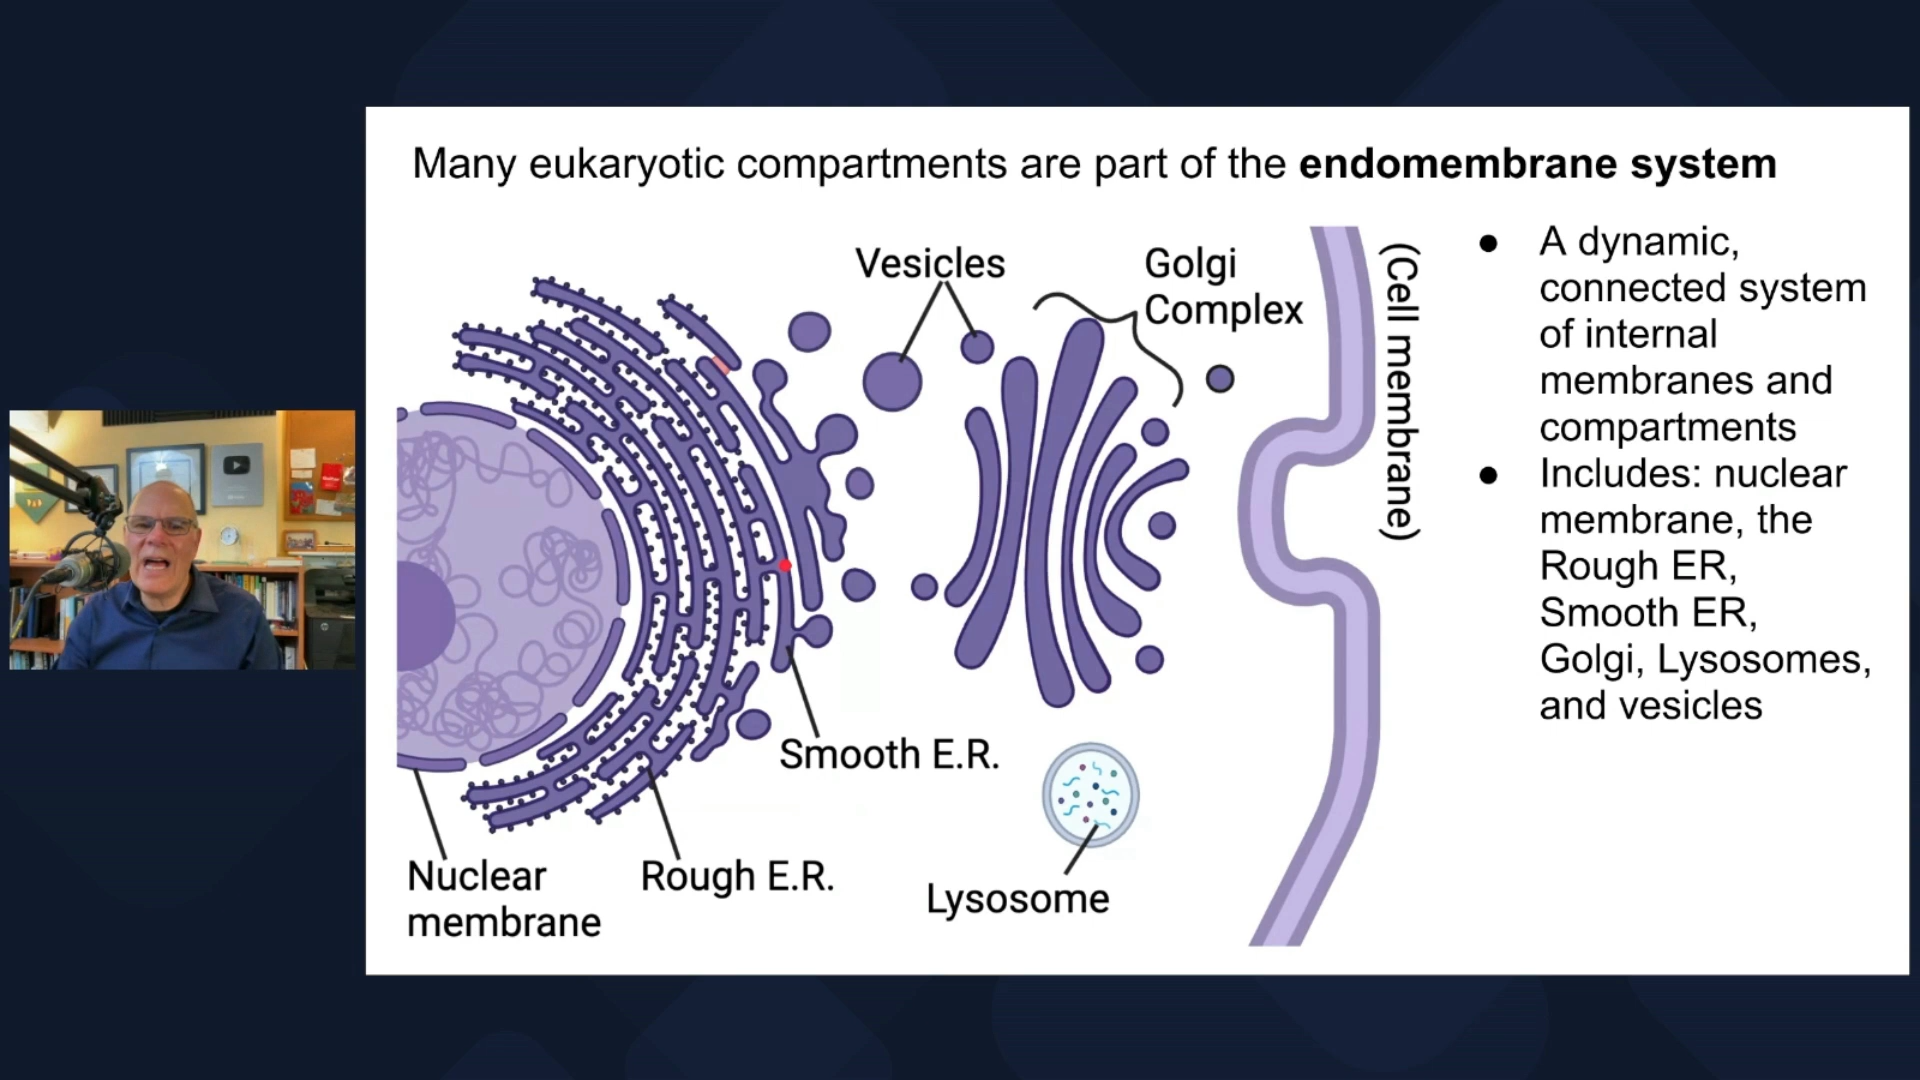 Many eukaryotic compartments are part of the endomembrane system
Vesicles
Golgi
Complex
(Cell membrane)
Smooth E.R.
Nuclear
membrane
Rough E.R.
Lysosome
● A dynamic,
connected system
of internal
membranes and
compartments
● Includes: nuclear
membrane, the
Rough ER,
Smooth ER,
Golgi, Lysosomes,
and vesicles